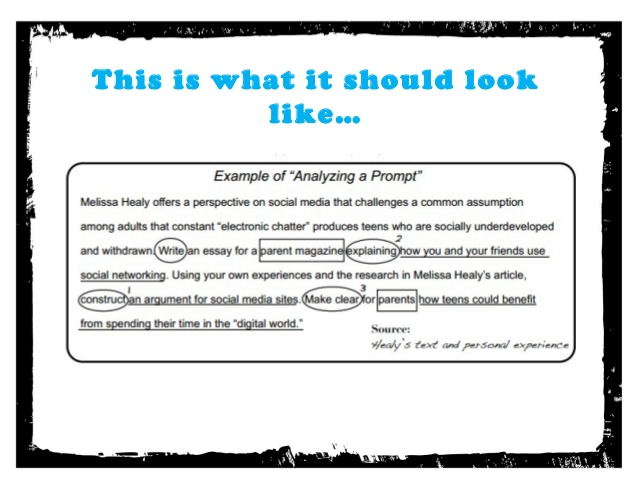 This is what it should look
like...
Example of "Analyzing a Prompt"
Melissa Healy offers a perspective on social media that challenges a common assumption
among adults that constant "electronic chatter" produces teens who are socially underdeveloped
and withdrawn. Write an essay for a parent magazine explaining how you and your friends use
2
social networking. Using your own experiences and the research in Melissa Healy's article,
1
3
construct an argument for social media sites. Make clear for parents how teens could benefit
from spending their time in the "digital world."
Source:
Healy's text and personal experience